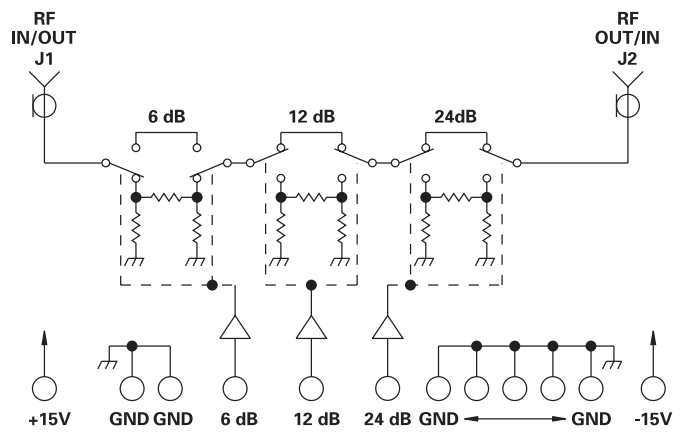 RF
IN/OUT
J1
RF
OUT/IN
J2
6 dB
12 dB
24dB
+15V
GND GND
6 dB
12 dB
24 dB
GND
GND
-15V